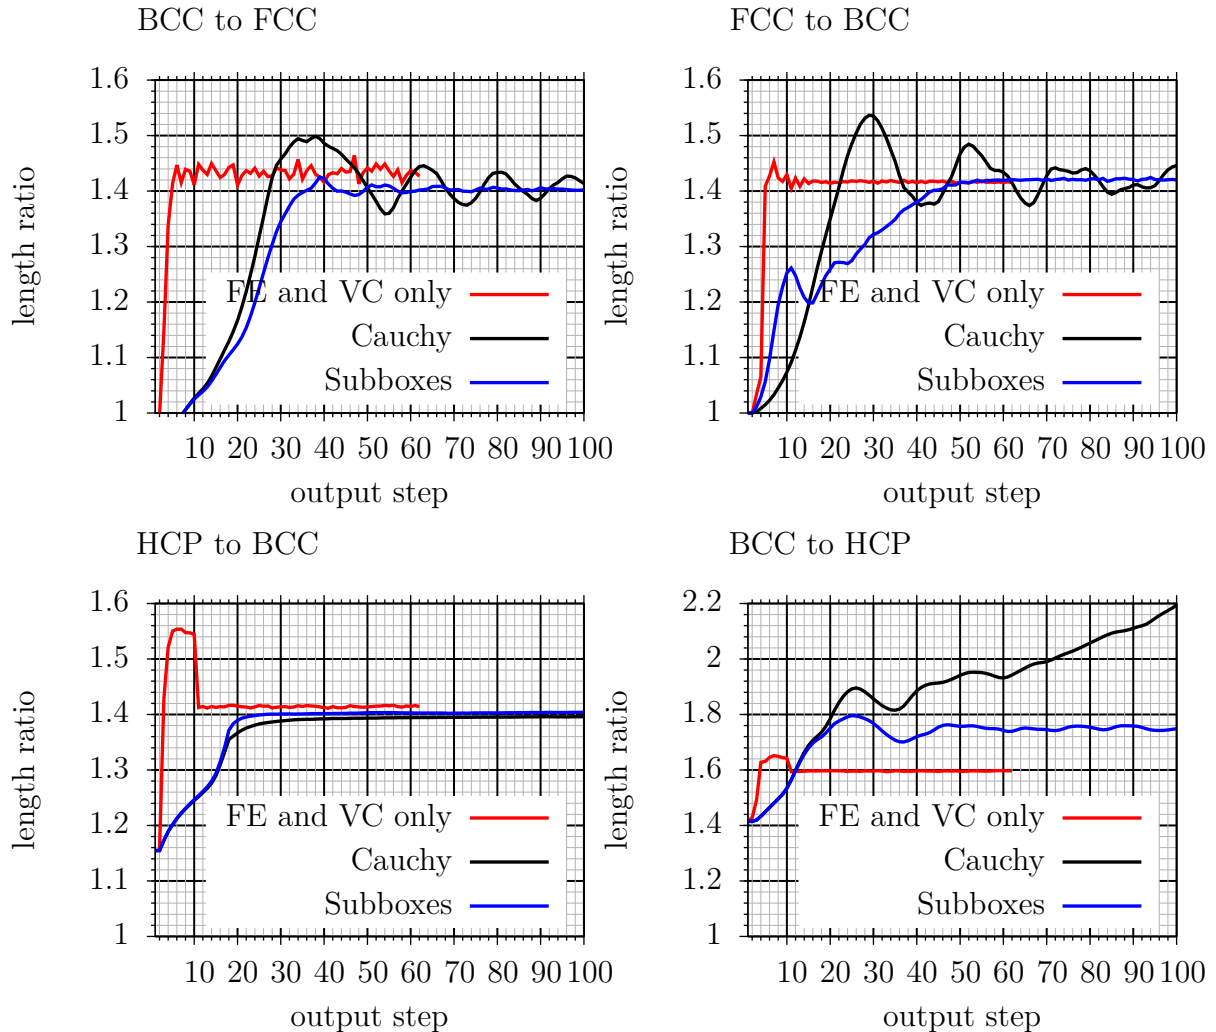 BCC to FCC
length ratio
1.6
1.5
1.4
1.3
1.2
1.1
1
FE and VC only
Cauchy
Subboxes
10 20 30 40 50 60 70 80 90 100
output step
FCC to BCC
length ratio
1.6
1.5
1.4
1.3
1.2
1.1
1
FE and VC only
Cauchy
Subboxes
10 20 30 40 50 60 70 80 90 100
output step
HCP to BCC
length ratio
1.6
1.5
1.4
1.3
1.2
1.1
1
FE and VC only
Cauchy
Subboxes
10 20 30 40 50 60 70 80 90 100
output step
BCC to HCP
length ratio
2.2
2
1.8
1.6
1.4
1.2
1
FE and VC only
Cauchy
Subboxes
10 20 30 40 50 60 70 80 90 100
output step